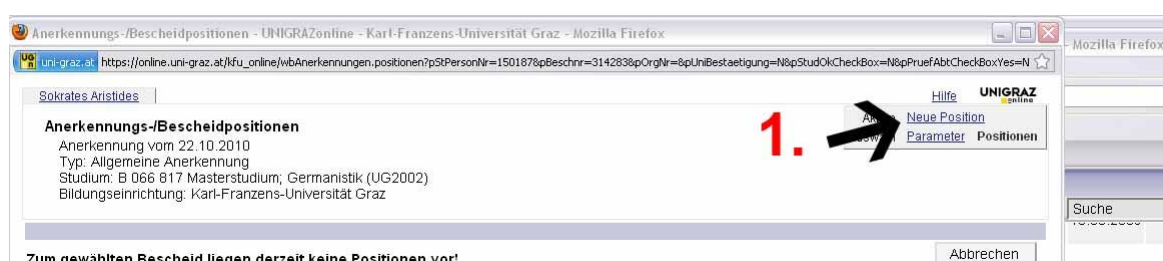 Anerkennungs-/Bescheidpositionen - UNIGRAZonline - Karl-Franzens-Universität Graz - Mozilla Firefox
- Mozilla Firefox
uni-graz.at https://online.uni-graz.at/kfu_online/wbAnerkennungen.positionen?pStPersonNr=150187&pBeschnr=314283&pOrgNr=&pUniBestaetigung=N&pStudOkCheckBox=N&pPruefAbtCheckBoxYes=N
Sokrates Aristides
Hilfe UNIGRAZ online
Anerkennungs-/Bescheidpositionen
1.
Neue Position
Anerkennung vom 22.10.2010
Parameter Positionen
Typ: Allgemeine Anerkennung
Studium: B 066 817 Masterstudium; Germanistik (UG2002)
Bildungseinrichtung: Karl-Franzens-Universität Graz
Suche
Zum gewählten Bescheid liegen derzeit keine Positionen vor!
Abbrechen